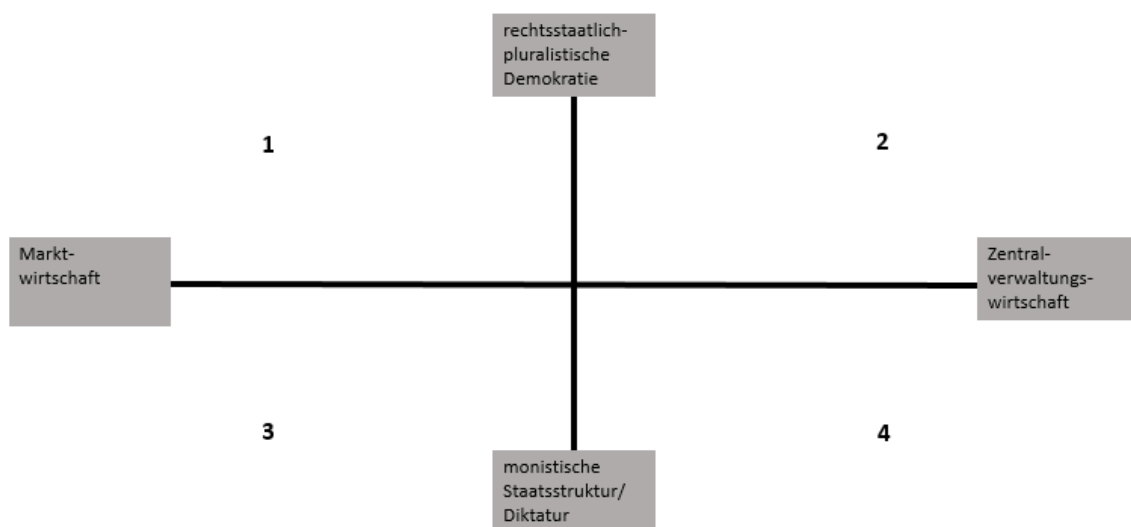 rechtsstaatlich-
pluralistische
Demokratie
1
2
Markt-
wirtschaft
Zentral-
verwaltungs-
wirtschaft
3
4
monistische
Staatsstruktur/
Diktatur